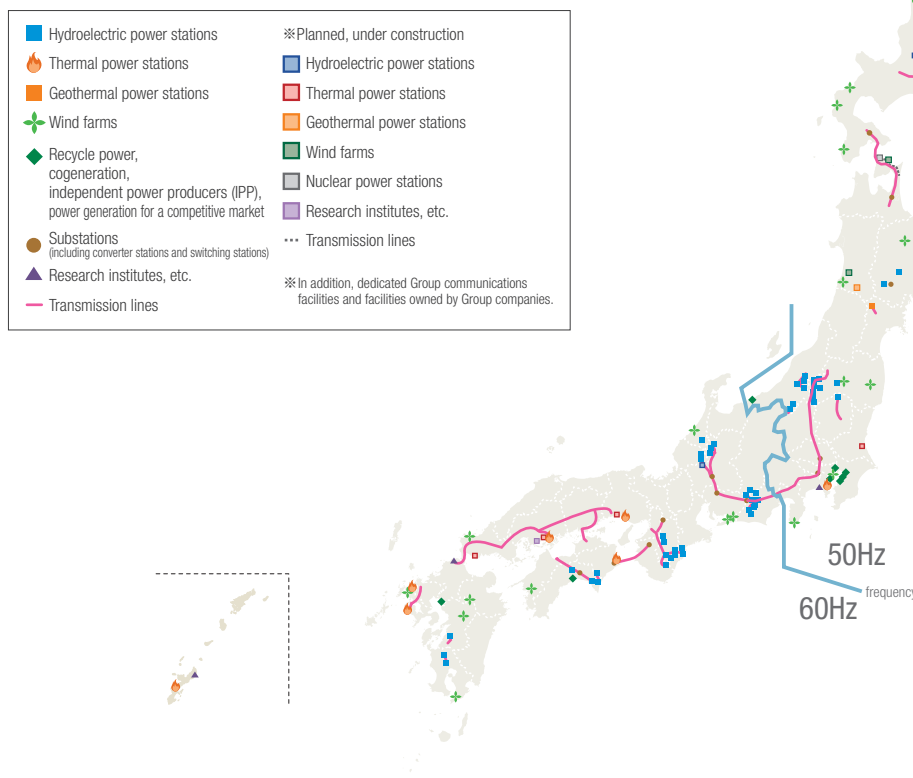 Hydroelectric power stations
Thermal power stations
Geothermal power stations
Wind farms
Recycle power,
cogeneration,
independent power producers (IPP),
power generation for a competitive market
Substations
(including converter stations and switching stations)
Research institutes, etc.
Transmission lines
※Planned, under construction
Hydroelectric power stations
Thermal power stations
Geothermal power stations
Wind farms
Nuclear power stations
Research institutes, etc.
Transmission lines
※In addition, dedicated Group communications
facilities and facilities owned by Group companies.
50Hz
frequency
60Hz